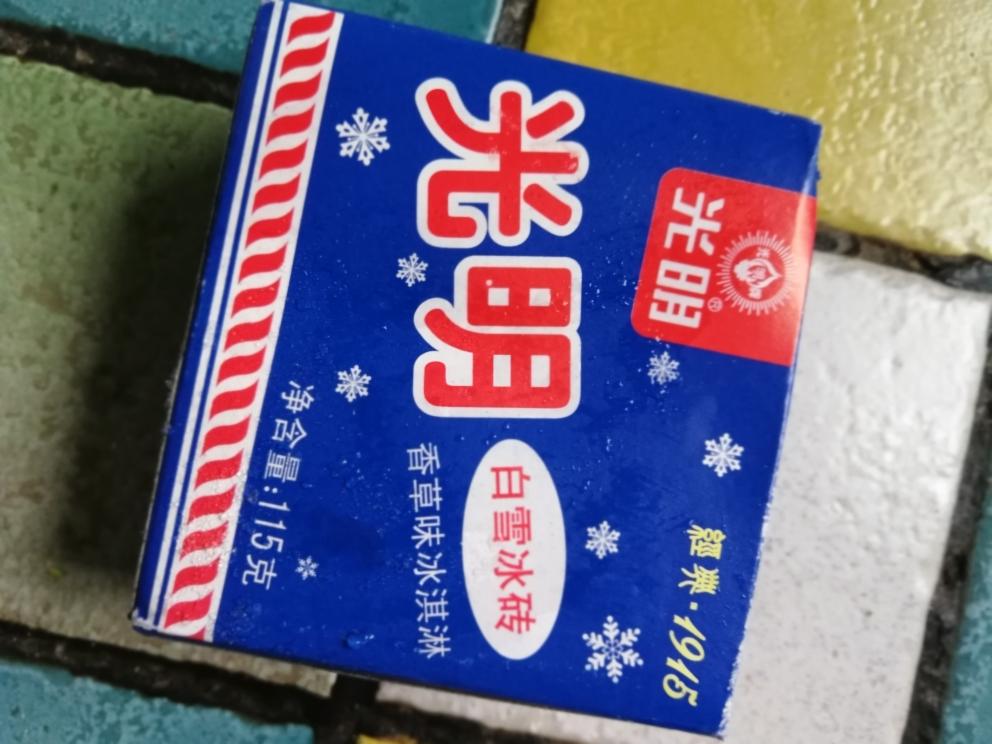 光明®
經典·1915
光明
白雪冰砖
香草味冰淇淋
净含量:115克